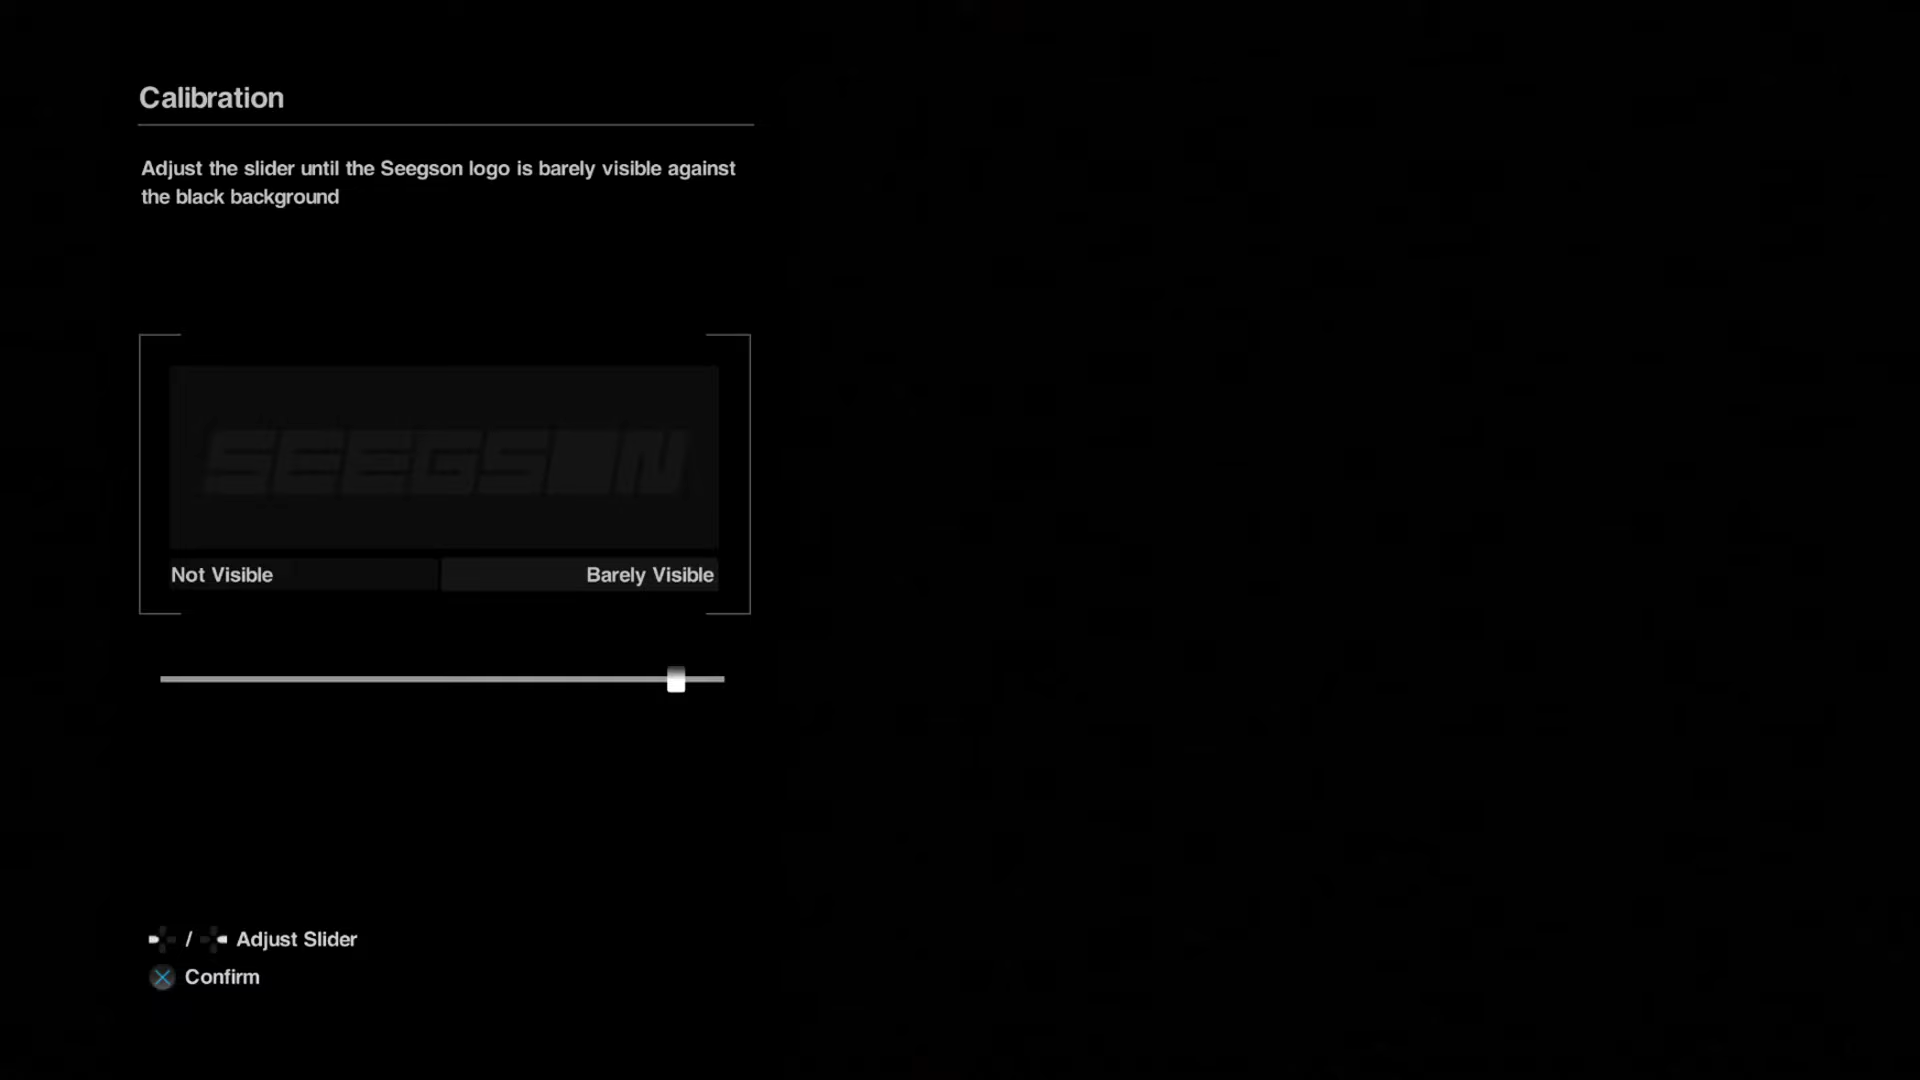 Calibration
Adjust the slider until the Seegson logo is barely visible against
the black background
SEEGSON
Not Visible
Barely Visible
/ Adjust Slider
Confirm